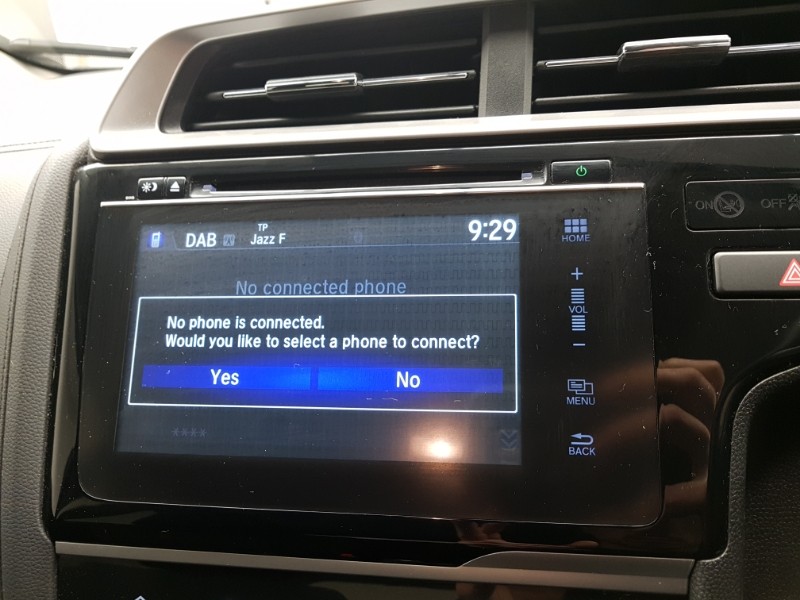 DAB
TP
Jazz F
9:29
No connected phone
No phone is connected.
Would you like to select a phone to connect?
Yes
No
****
HOME
+
VOL
−
MENU
BACK
ON
OFF